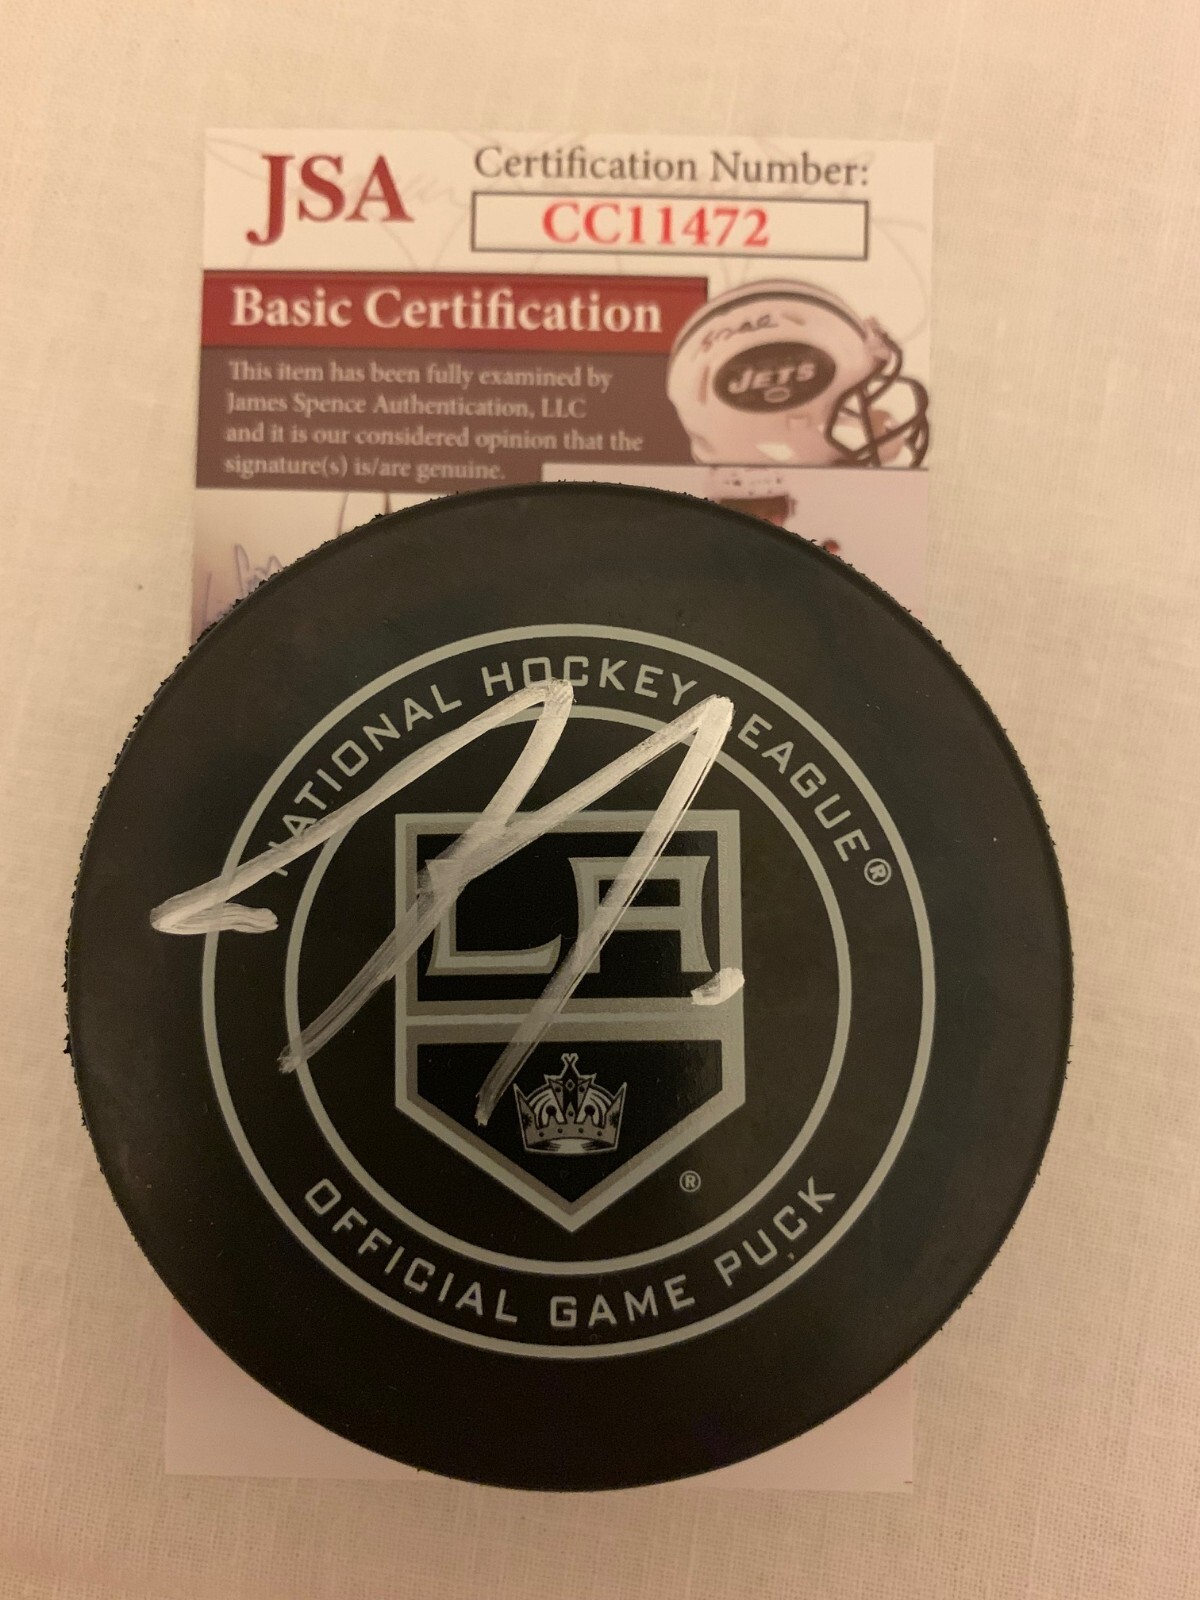 JSA
Certification Number:
CC11472
Basic Certification
This item has been fully examined by
James Spence Authentication, LLC
and it is our considered opinion that the
signature(s) is/are genuine.
JETS
NATIONAL HOCKEY LEAGUE®
LA
®
OFFICIAL GAME PUCK